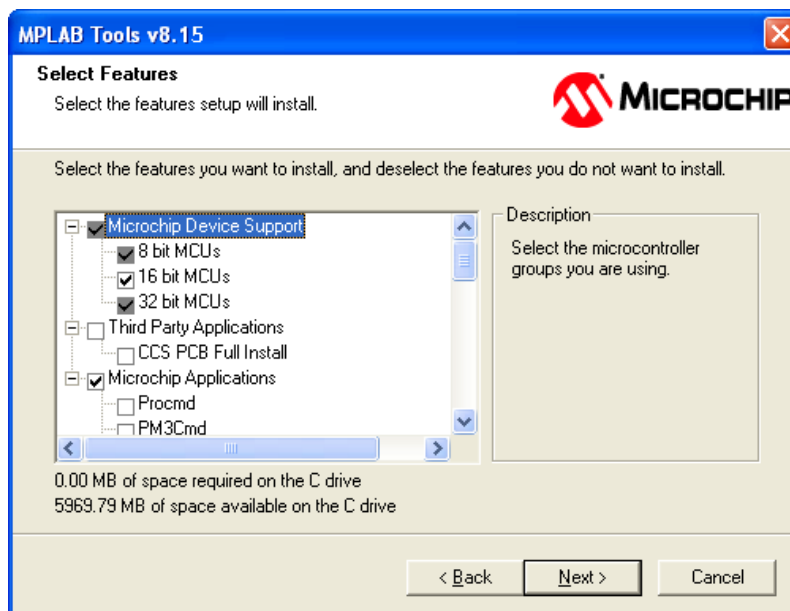 MPLAB Tools v8.15
Select Features
Select the features setup will install.
MICROCHIP
Select the features you want to install, and deselect the features you do not want to install.
Microchip Device Support
8 bit MCUs
16 bit MCUs
32 bit MCUs
Third Party Applications
CCS PCB Full Install
Microchip Applications
Procmd
PM3Cmd
Description
Select the microcontroller
groups you are using.
0.00 MB of space required on the C drive
5969.79 MB of space available on the C drive
< Back
Next >
Cancel